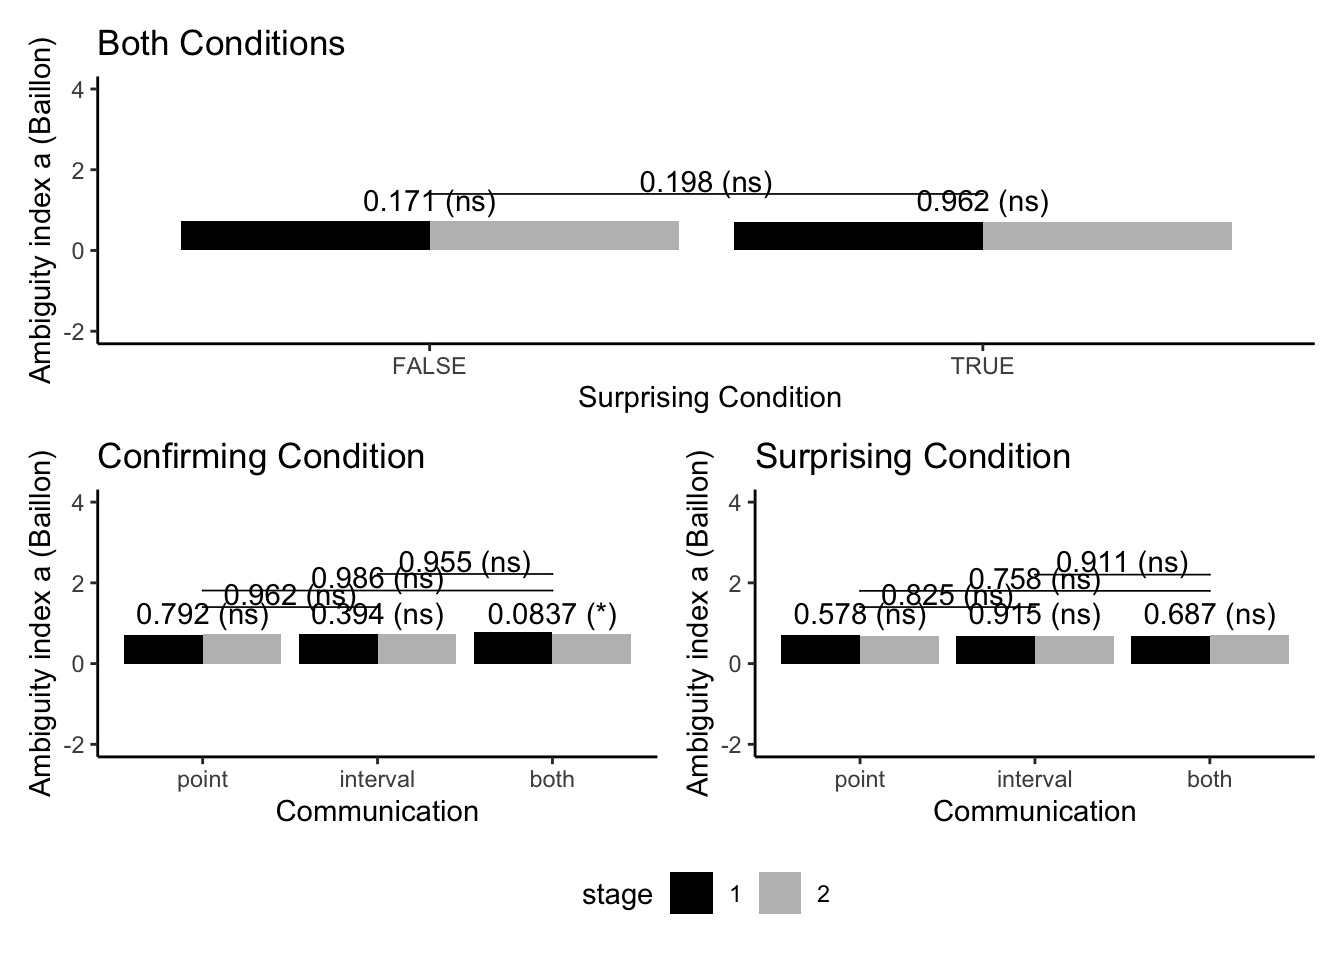 Both Conditions
Ambiguity index a (Baillon)
4
2
0
-2
0.198 (ns)
0.171 (ns)
0.962 (ns)
FALSE
TRUE
Surprising Condition
Confirming Condition
Ambiguity index a (Baillon)
4
2
0
-2
0.955 (ns)
0.986 (ns)
0.962 (ns)
0.792 (ns)
0.394 (ns)
0.0837 (*)
point
interval
both
Communication
Surprising Condition
Ambiguity index a (Baillon)
4
2
0
-2
0.911 (ns)
0.758 (ns)
0.825 (ns)
0.578 (ns)
0.915 (ns)
0.687 (ns)
point
interval
both
Communication
stage 1 2